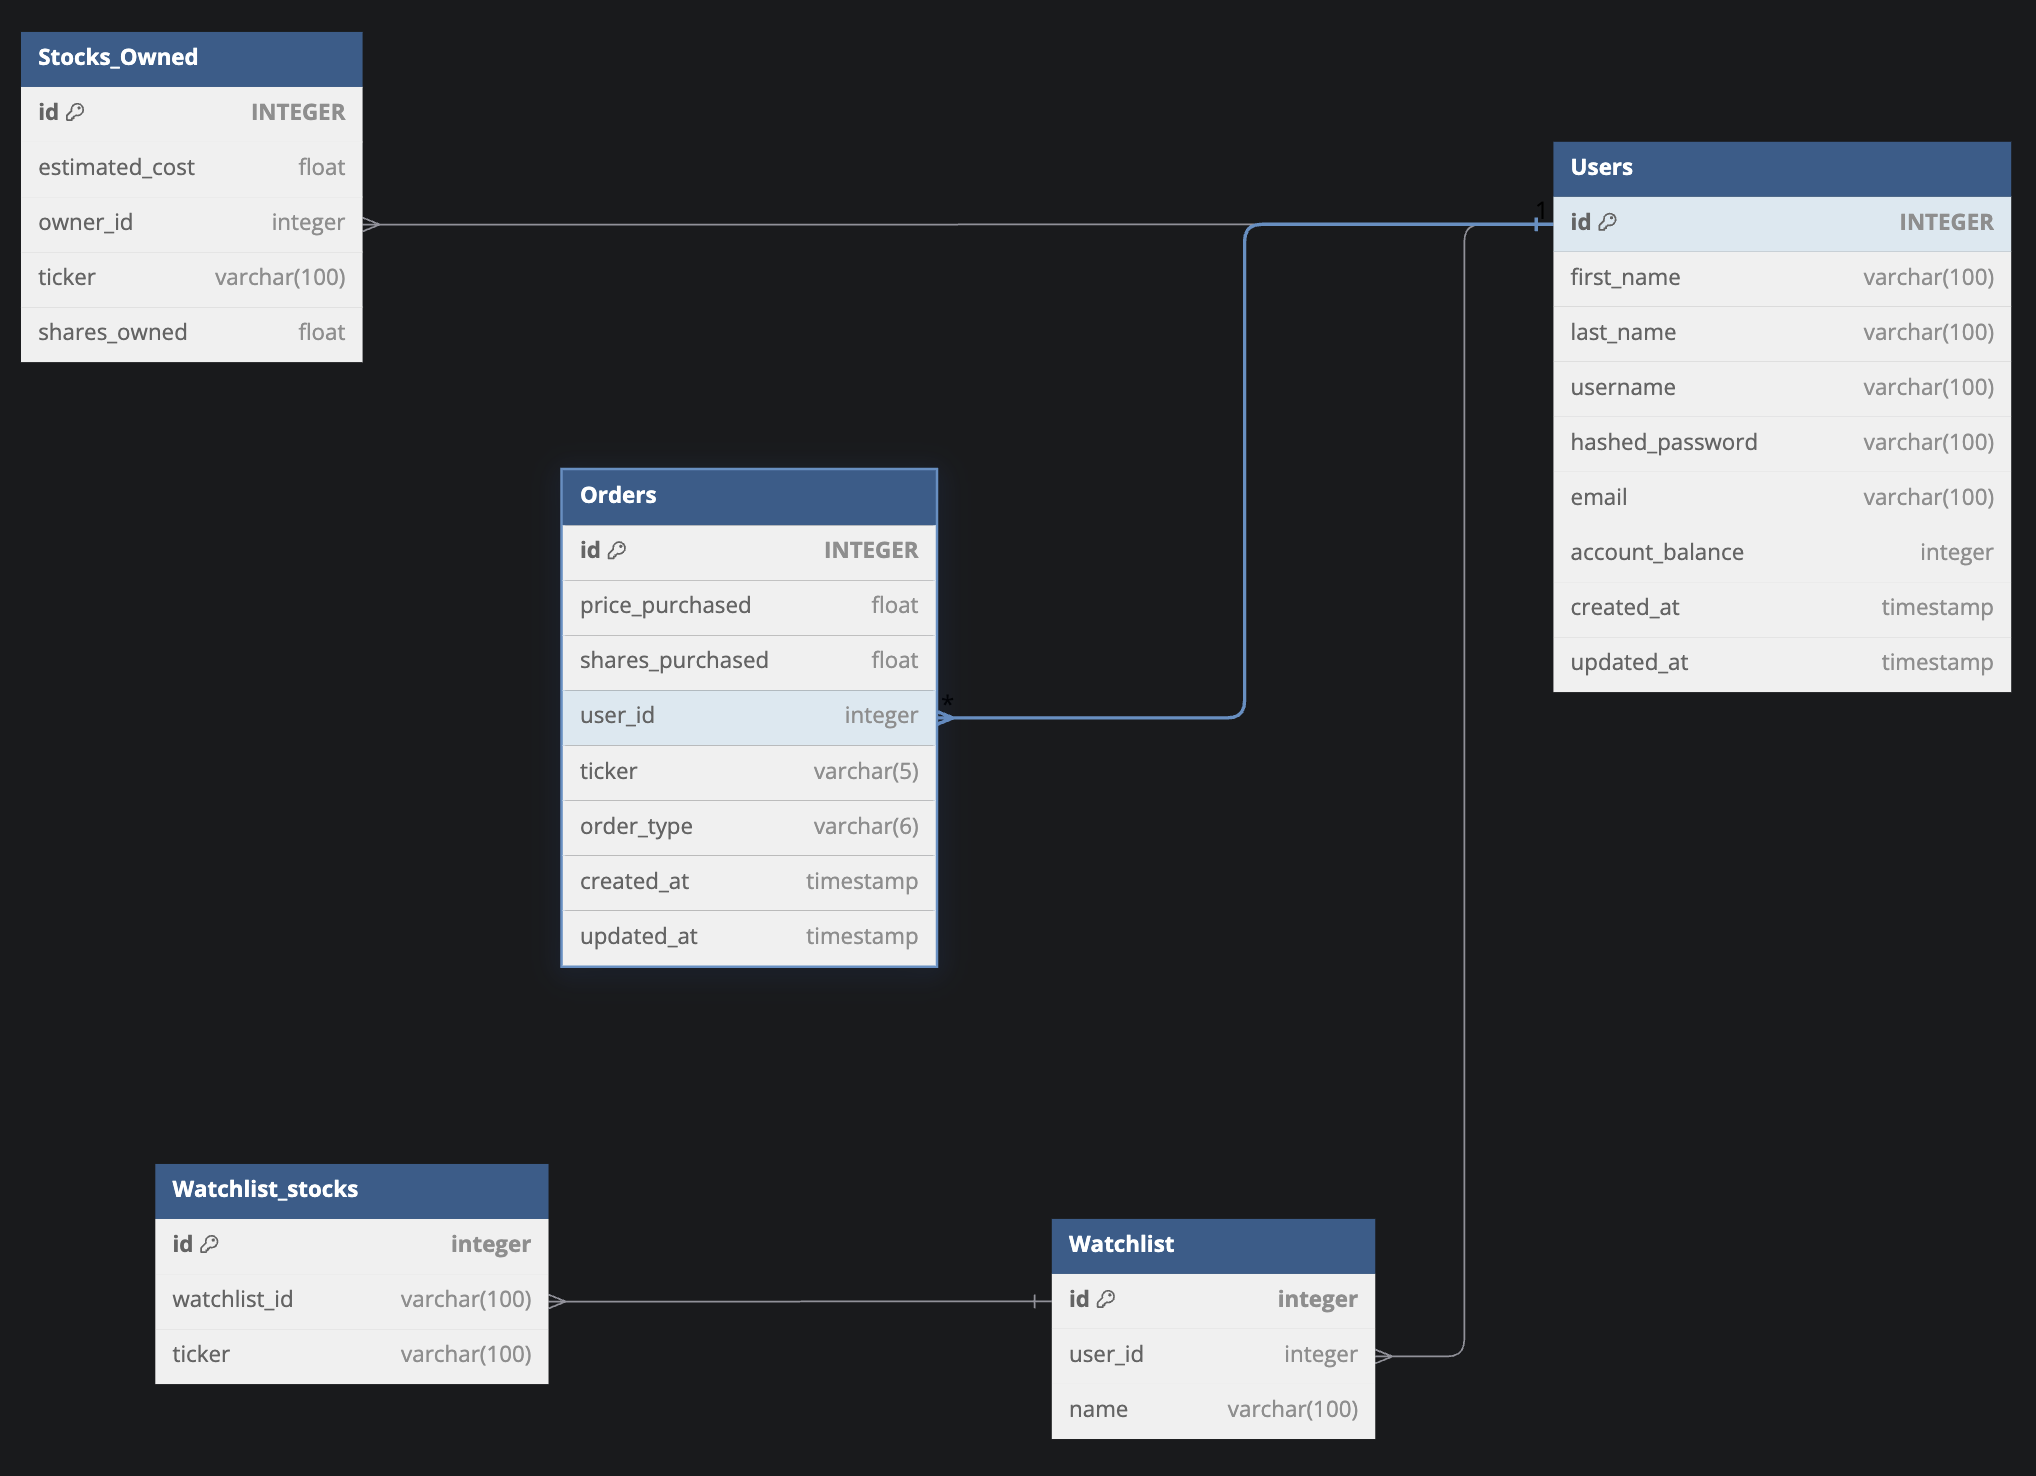 Stocks_Owned
id INTEGER
estimated_cost float
owner_id integer
ticker varchar(100)
shares_owned float
1
Users
id INTEGER
first_name varchar(100)
last_name varchar(100)
username varchar(100)
hashed_password varchar(100)
email varchar(100)
account_balance integer
created_at timestamp
updated_at timestamp
Orders
id INTEGER
price_purchased float
shares_purchased float
user_id integer *
ticker varchar(5)
order_type varchar(6)
created_at timestamp
updated_at timestamp
Watchlist_stocks
id integer
watchlist_id varchar(100)
ticker varchar(100)
Watchlist
id integer
user_id integer
name varchar(100)